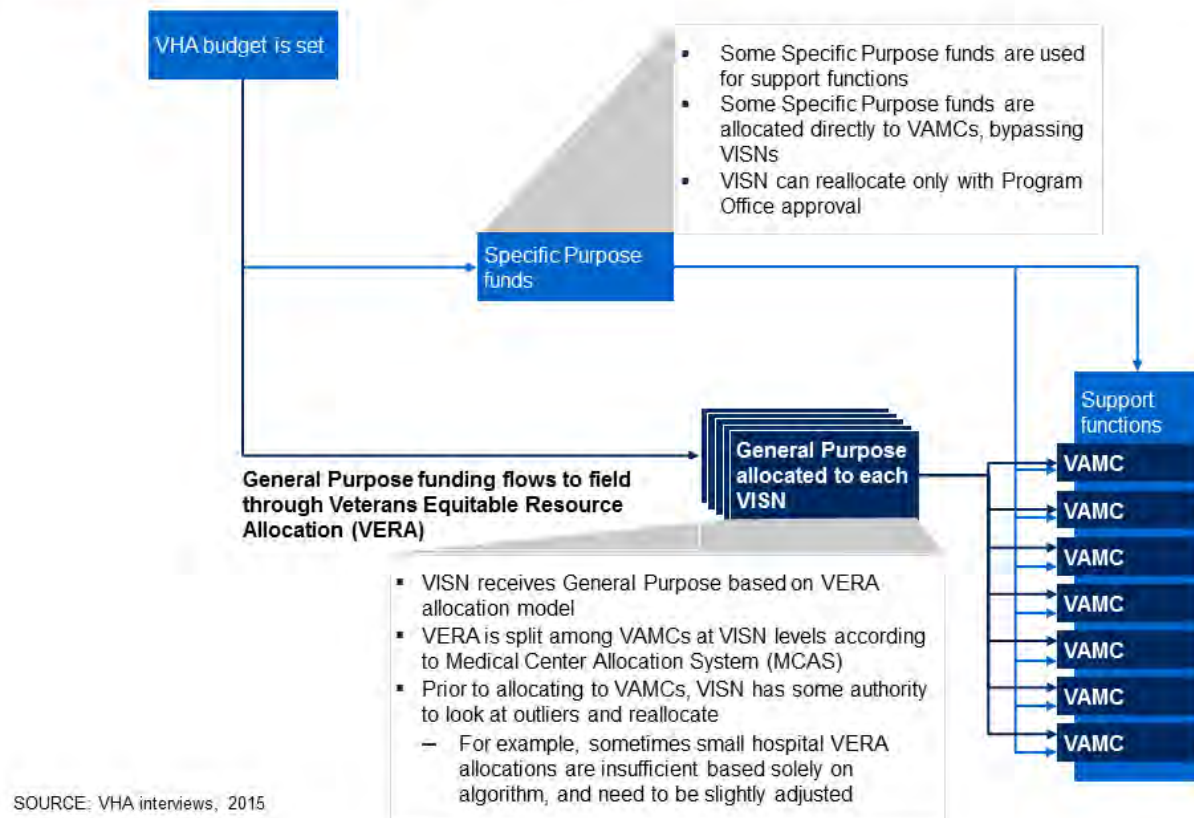 VHA budget is set
▪ Some Specific Purpose funds are used
for support functions
▪ Some Specific Purpose funds are
allocated directly to VAMCs, bypassing
VISNs
▪ VISN can reallocate only with Program
Office approval
Specific Purpose
funds
General Purpose
allocated to each
VISN
General Purpose funding flows to field
through Veterans Equitable Resource
Allocation (VERA)
Support
functions
VAMC
VAMC
VAMC
VAMC
VAMC
VAMC
VAMC
▪ VISN receives General Purpose based on VERA
allocation model
▪ VERA is split among VAMCs at VISN levels according
to Medical Center Allocation System (MCAS)
▪ Prior to allocating to VAMCs, VISN has some authority
to look at outliers and reallocate
– For example, sometimes small hospital VERA
allocations are insufficient based solely on
algorithm, and need to be slightly adjusted
SOURCE: VHA interviews, 2015